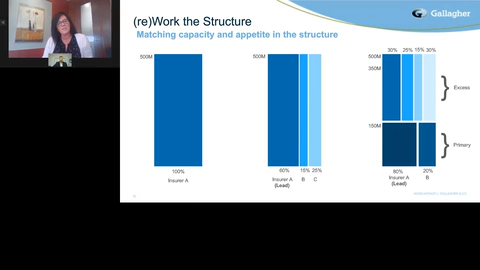 (re)Work the Structure
Gallagher
Matching capacity and appetite in the structure
500M
100%
Insurer A
500M
60% 15% 25%
Insurer A B C
(Lead)
30% 25% 15% 30%
500M
350M
Excess
150M
Primary
80% 20%
Insurer A B
(Lead)